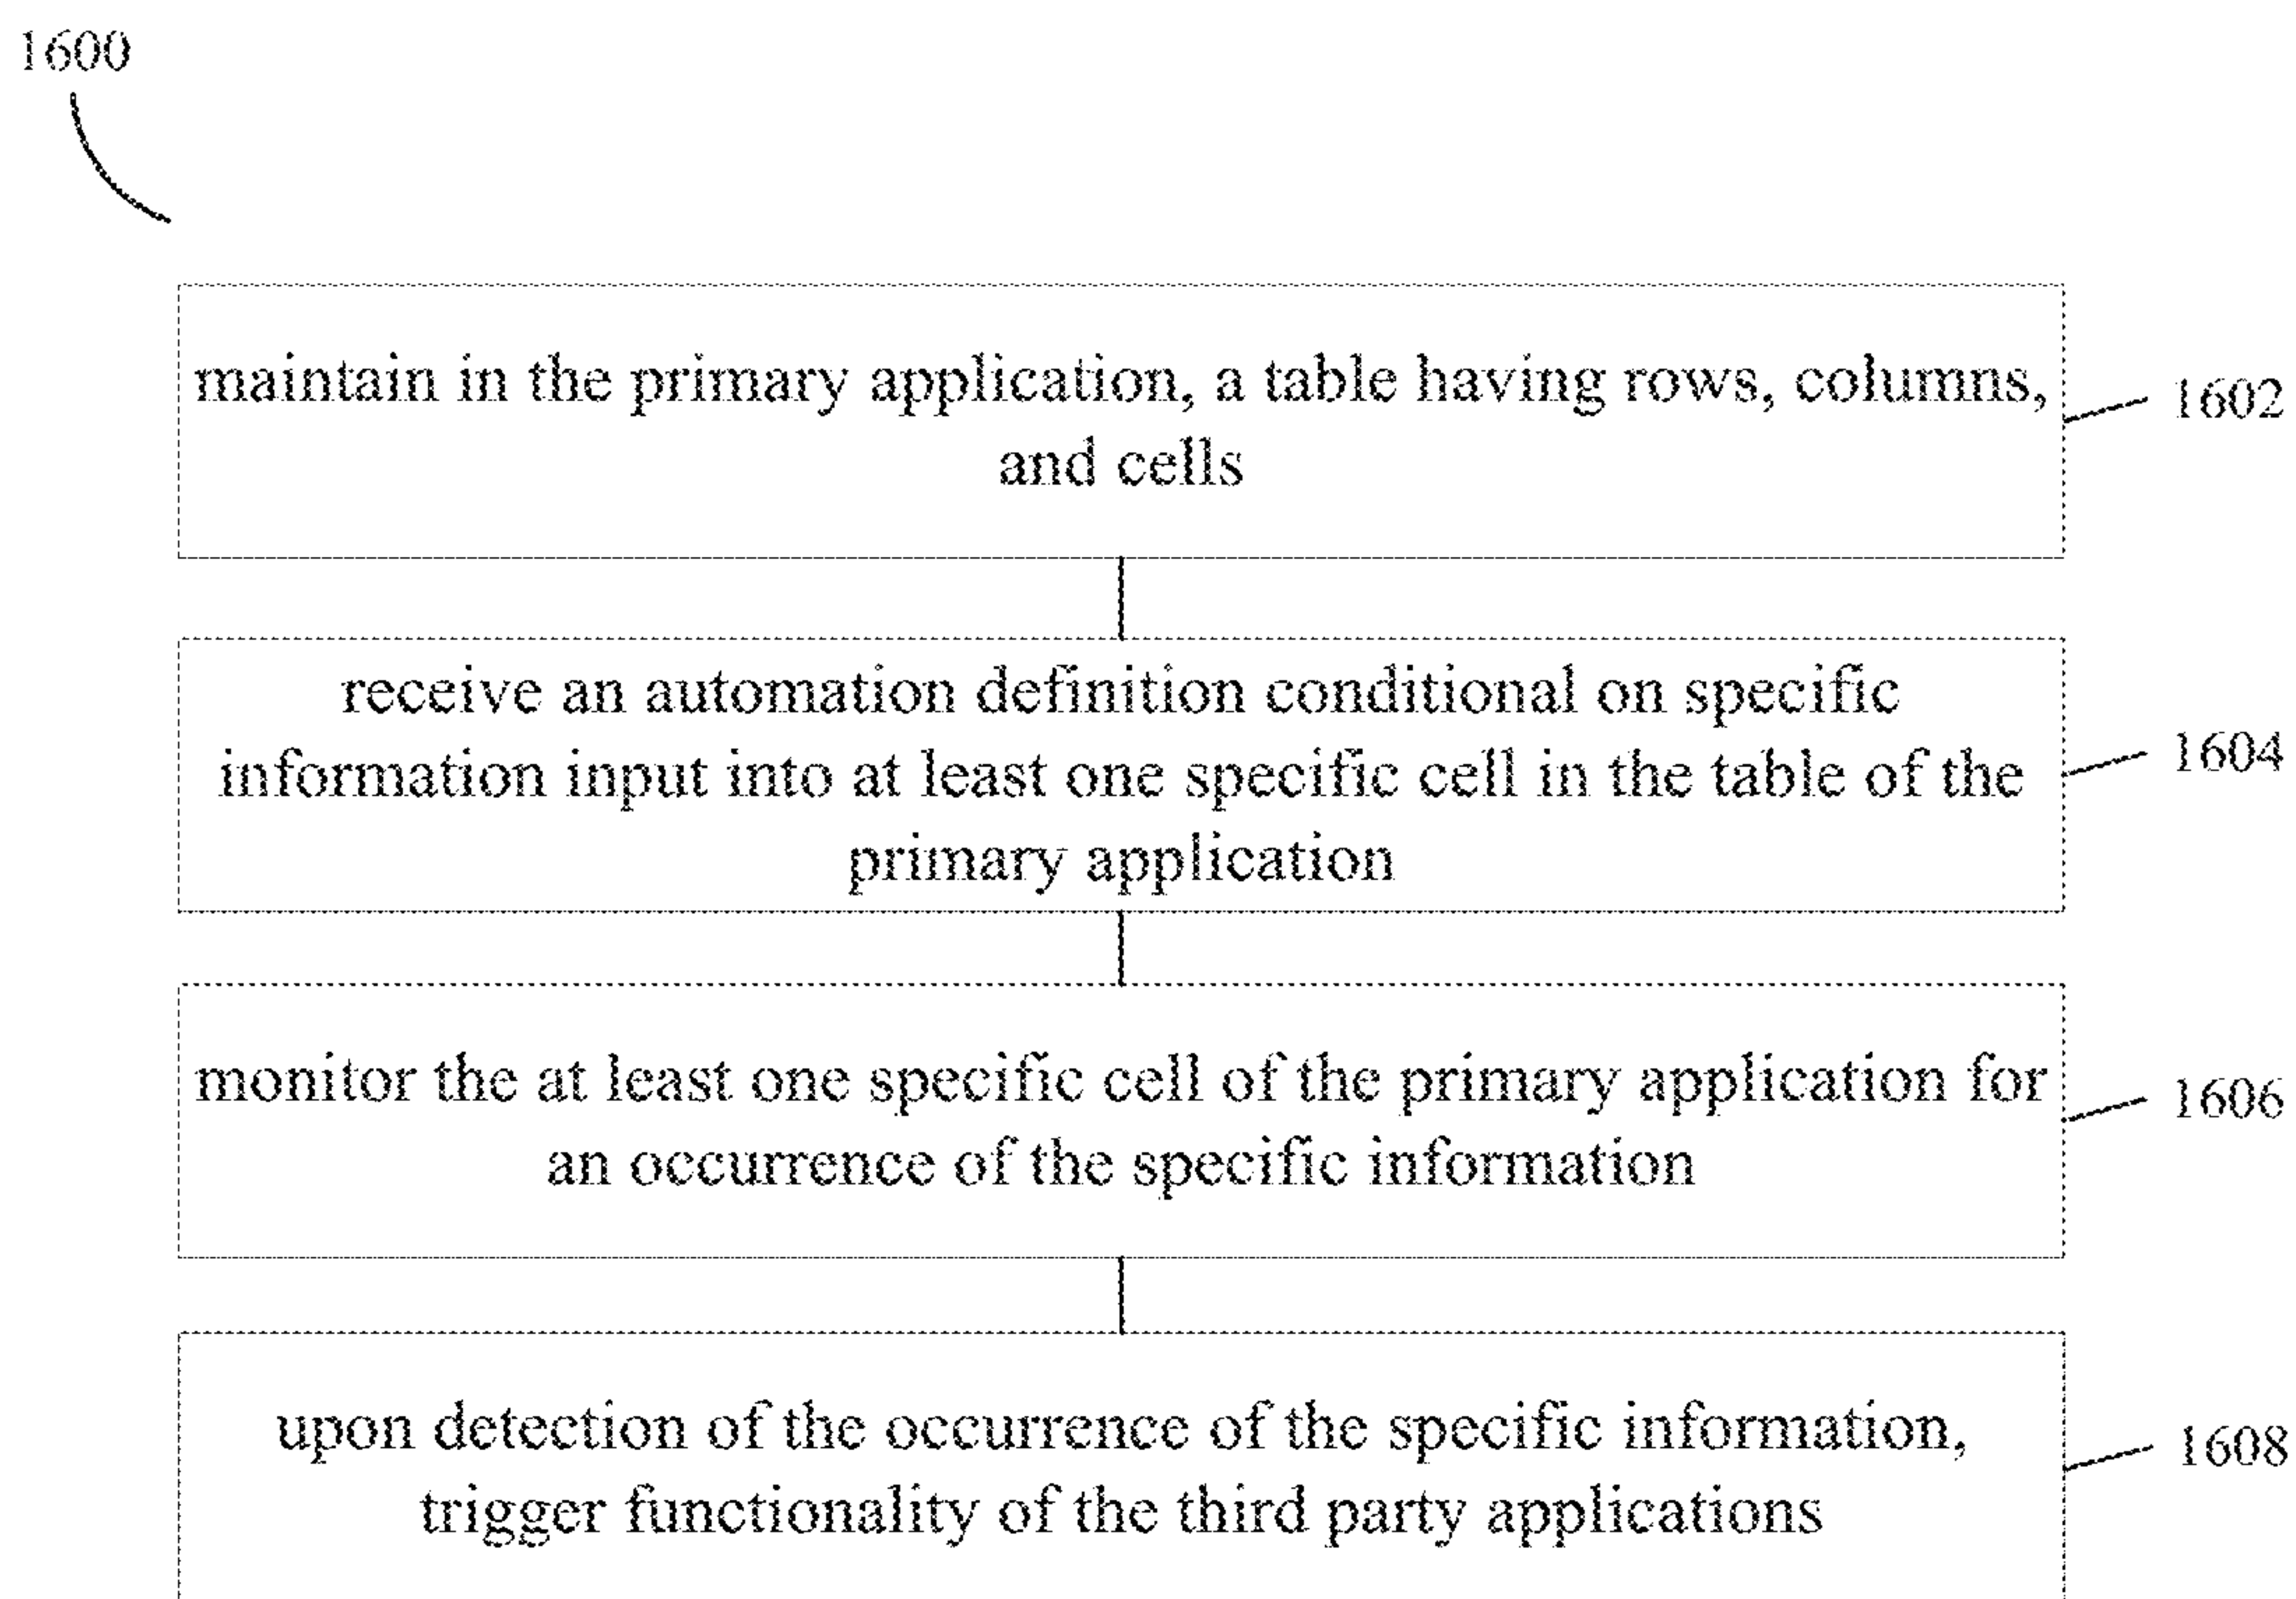 1600
maintain in the primary application, a table having rows, columns,
and cells
1602
receive an automation definition conditional on specific
information input into at least one specific cell in the table of the
primary application
1604
monitor the at least one specific cell of the primary application for
an occurrence of the specific information
1606
upon detection of the occurrence of the specific information,
trigger functionality of the third party applications
1608